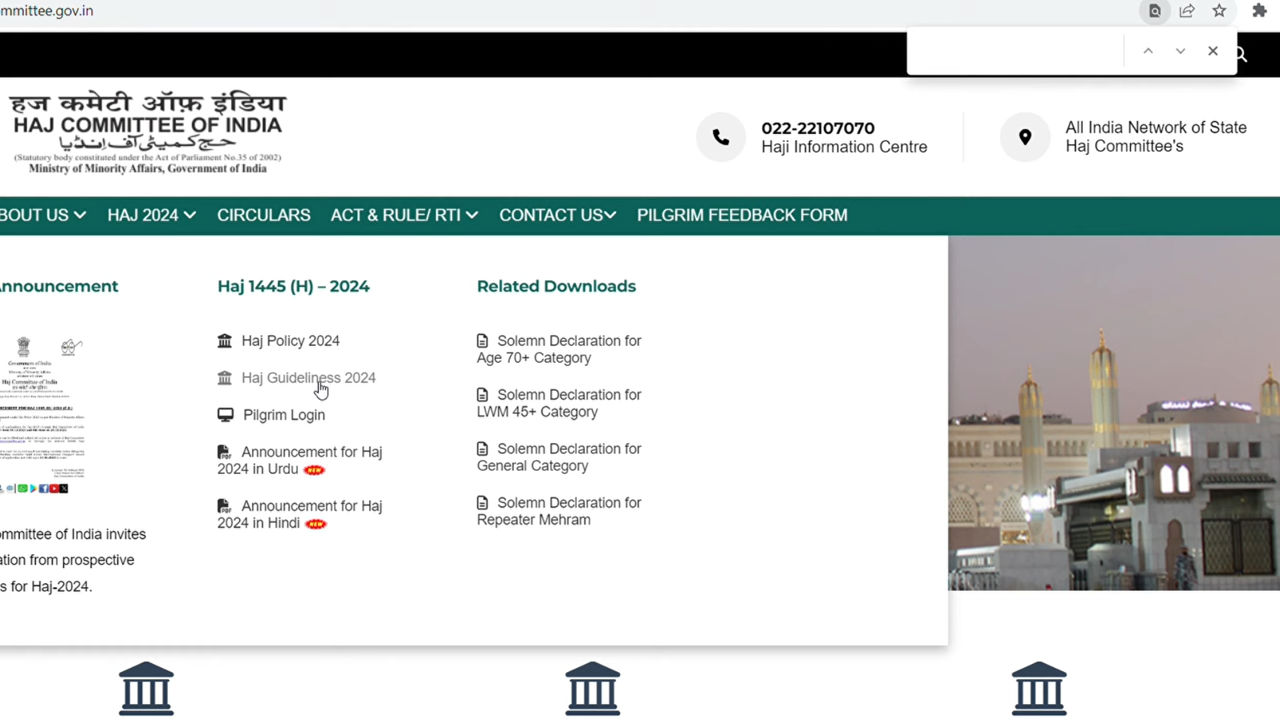 mmittee.gov.in
हज कमेटी ऑफ़ इंडिया
HAJ COMMITTEE OF INDIA
حج کمیٹی آف انڈیا
(Statutory body constituted under the Act of Parliament No.35 of 2002)
Ministry of Minority Affairs, Government of India
022-22107070
Haji Information Centre
All India Network of State
Haj Committee's
BOUT US HAJ 2024 CIRCULARS ACT & RULE/ RTI CONTACT US PILGRIM FEEDBACK FORM
nnouncement
ommittee of India invites
ation from prospective
s for Haj-2024.
Haj 1445 (H) – 2024
Haj Policy 2024
Haj Guideliness 2024
Pilgrim Login
Announcement for Haj
2024 in Urdu NEW
Announcement for Haj
2024 in Hindi NEW
Related Downloads
Solemn Declaration for
Age 70+ Category
Solemn Declaration for
LWM 45+ Category
Solemn Declaration for
General Category
Solemn Declaration for
Repeater Mehram